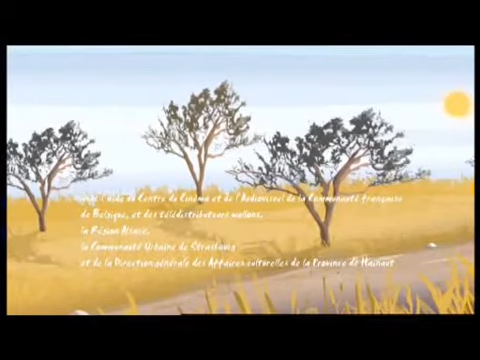 avec l'aide du Centre du Cinéma et de l'Audiovisuel de la Communauté française
de Belgique, et des télédistributeurs wallons,
la Région Alsace,
la Communauté Urbaine de Strasbourg
et de la Direction générale des Affaires culturelles de la Province de Hainaut